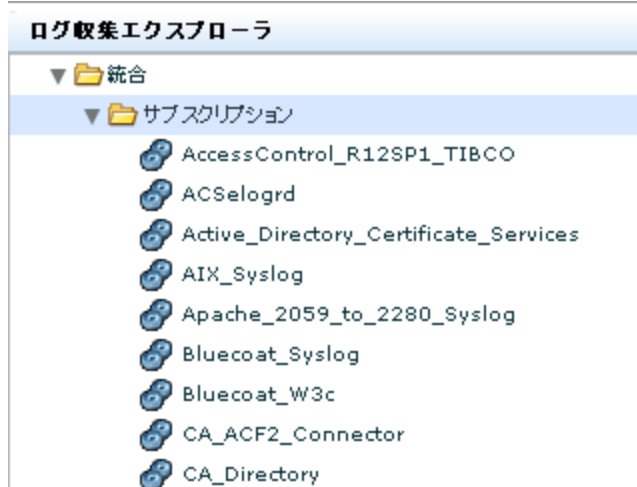 ログ収集エクスプローラ
統合
サブスクリプション
AccessControl_R12SP1_TIBCO
ACSelogrd
Active_Directory_Certificate_Services
AIX_Syslog
Apache_2059_to_2280_Syslog
Bluecoat_Syslog
Bluecoat_W3c
CA_ACF2_Connector
CA_Directory